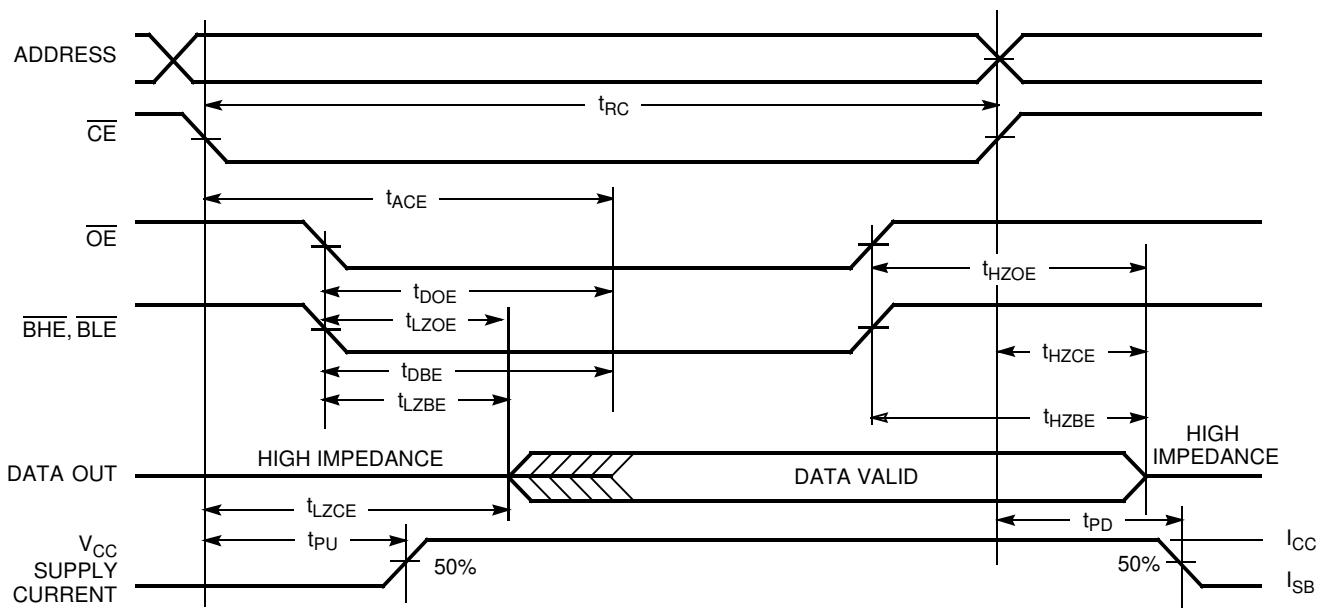 ADDRESS
tRC
CE
tACE
OE
tHZOE
tDOE
tLZOE
BHE, BLE
tHZCE
tDBE
tLZBE
tHZBE
HIGH
IMPEDANCE
HIGH IMPEDANCE
DATA OUT
DATA VALID
tLZCE
tPD
tPU
VCC
SUPPLY
CURRENT
50%
50%
ICC
ISB